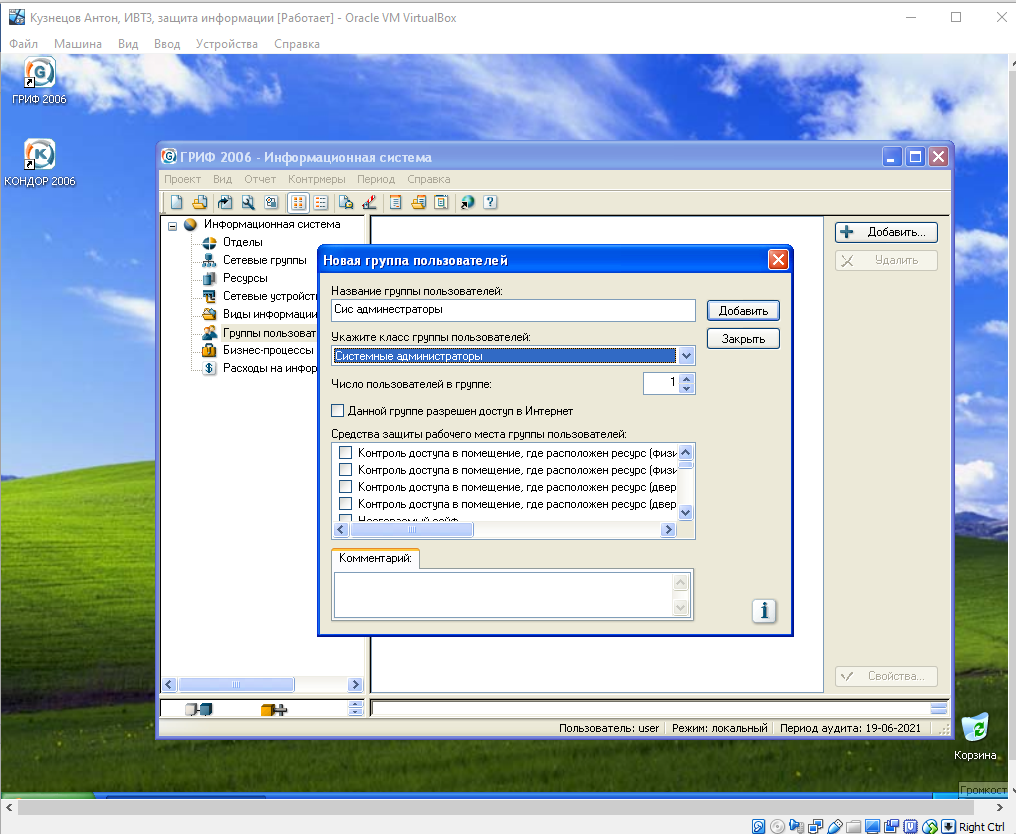 Кузнецов Антон, ИВТЗ, защита информации [Работает] - Oracle VM VirtualBox
Файл Машина Вид Ввод Устройства Справка
ГРИФ 2006
КОНДОР 2006
ГРИФ 2006 - Информационная система
Проект Вид Отчет Контрмеры Период Справка
Информационная система
Отделы
Сетевые группы
Ресурсы
Сетевые устройст
Виды информации
Группы пользоват
Бизнес-процессы
Расходы на инфор
Добавить...
Удалить
Новая группа пользователей
Название группы пользователей:
Сис админестраторы
Добавить
Укажите класс группы пользователей:
Закрыть
Системные администраторы
Число пользователей в группе:
1
Данной группе разрешен доступ в Интернет
Средства защиты рабочего места группы пользователей:
Контроль доступа в помещение, где расположен ресурс (физи
Контроль доступа в помещение, где расположен ресурс (физи
Контроль доступа в помещение, где расположен ресурс (двер
Контроль доступа в помещение, где расположен ресурс (двер
Комментарий:
Свойства...
Пользователь: user Режим: локальный Период аудита: 19-06-2021
Корзина
Громкост
Right Ctrl